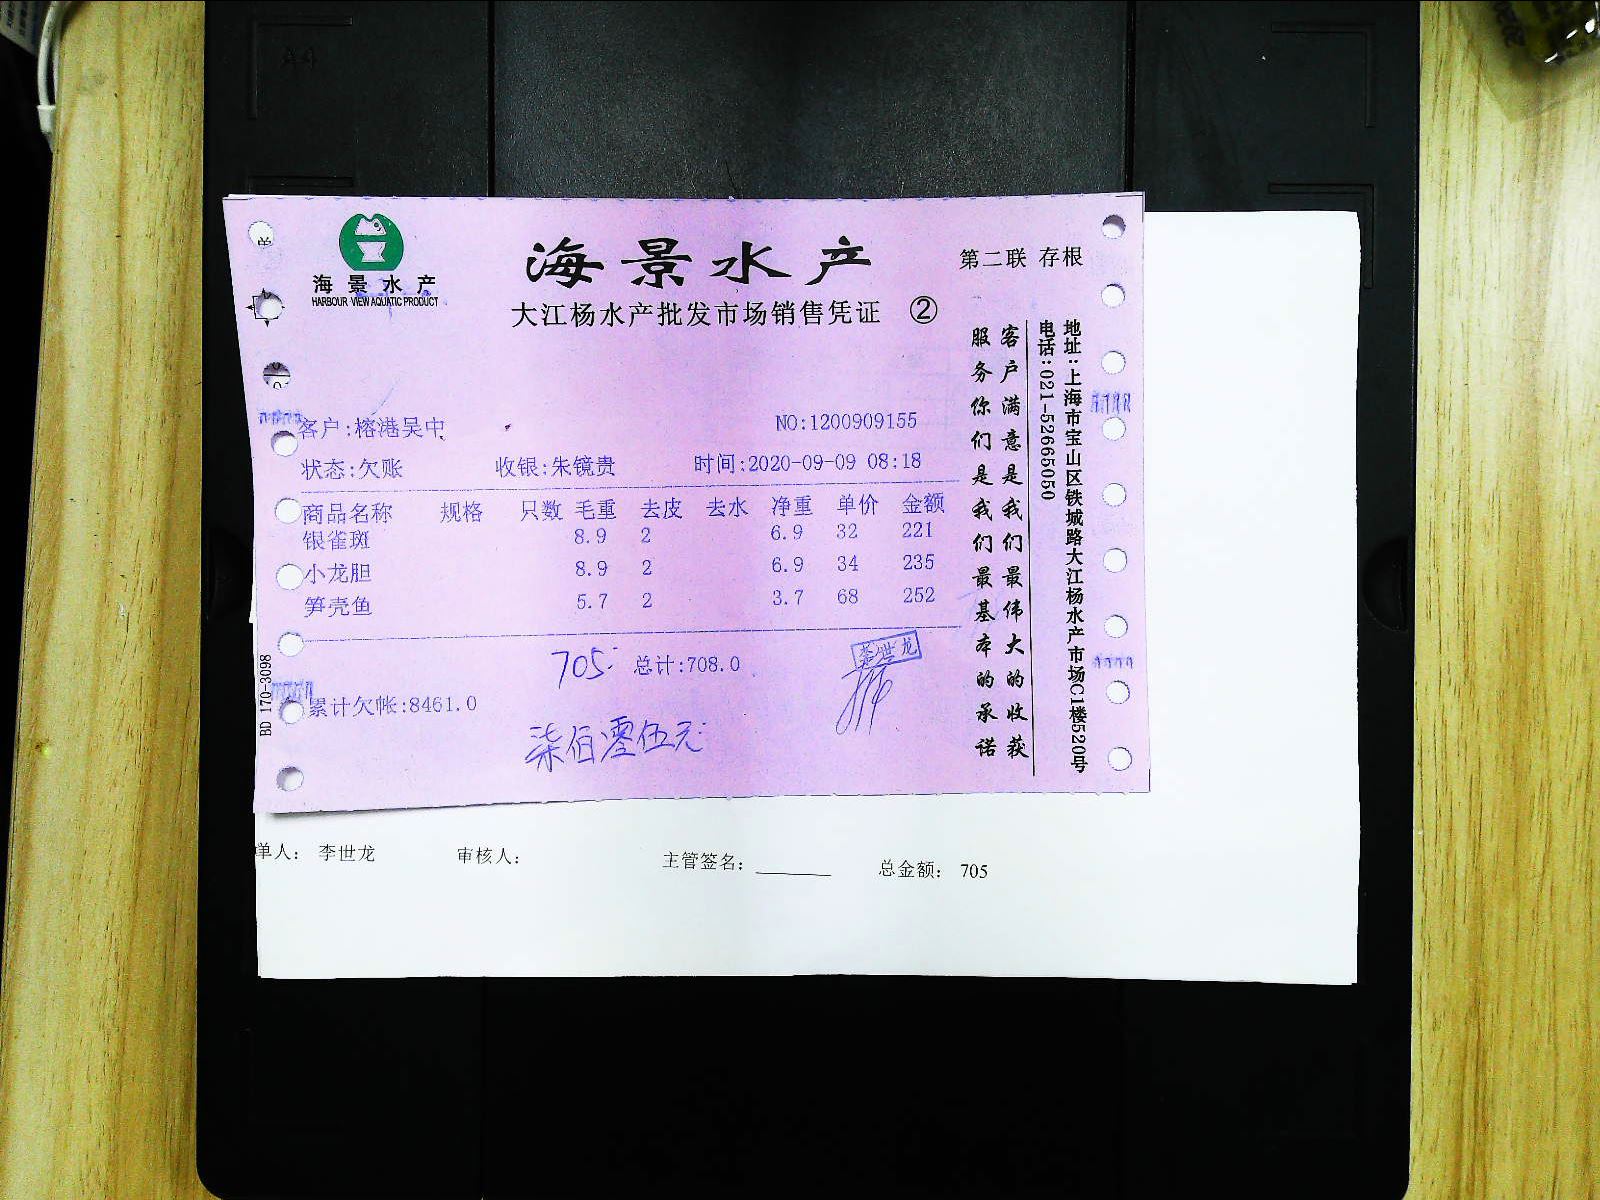 海景水产
HARBOUR VIEW AQUATIC PRODUCT
海景水产
第二联 存根
大江杨水产批发市场销售凭证 ②
客户:榕港吴中
NO:1200909155
状态:欠账 收银:朱镜贵 时间:2020-09-09 08:18
商品名称 规格 只数 毛重 去皮 去水 净重 单价 金额
银雀斑 8.9 2 6.9 32 221
小龙胆 8.9 2 6.9 34 235
笋壳鱼 5.7 2 3.7 68 252
705 总计:708.0
李世龙
累计欠帐:8461.0
柒佰零伍元
客户满意是我们最伟大的收获
服务你们是我们最基本的承诺
地址:上海市宝山区铁城路大江杨水产市场C1楼520号
电话:021-52665050
BD 170-3098
单人: 李世龙 审核人: 主管签名: 总金额: 705
A4